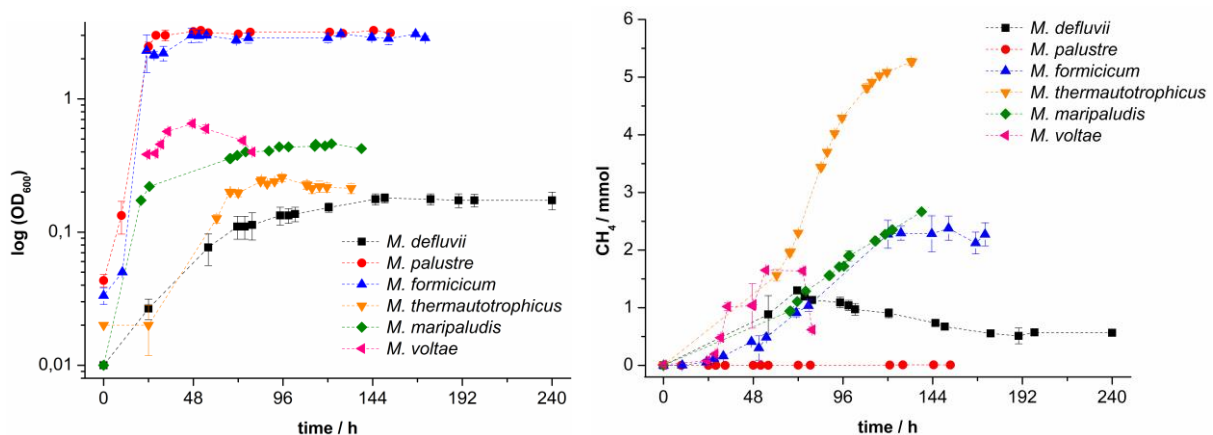 log (OD600)
1
0,1
0,01
0
48
96
144
192
240
time / h
M. defluvii
M. palustre
M. formicicum
M. thermautotrophicus
M. maripaludis
M. voltae
CH4 / mmol
6
5
4
3
2
1
0
0
48
96
144
192
240
time / h
M. defluvii
M. palustre
M. formicicum
M. thermautotrophicus
M. maripaludis
M. voltae